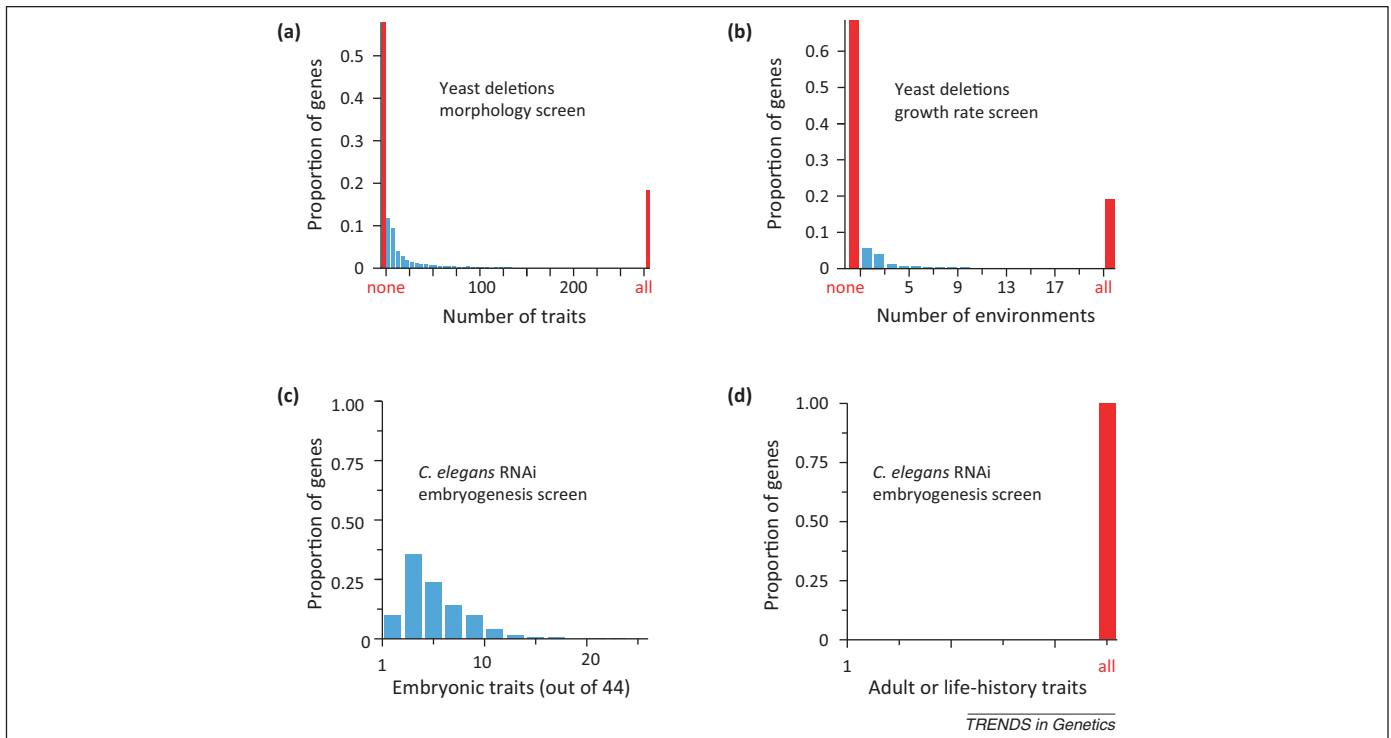 (a)
Proportion of genes
0.5
0.4
0.3
0.2
0.1
0
Yeast deletions
morphology screen
none
100
200
all
Number of traits
(b)
Proportion of genes
0.6
0.5
0.4
0.3
0.2
0.1
0
Yeast deletions
growth rate screen
none
5
9
13
17
all
Number of environments
(c)
Proportion of genes
1.00
0.75
0.50
0.25
0
C. elegans RNAi
embryogenesis screen
1
10
20
Embryonic traits (out of 44)
(d)
Proportion of genes
1.00
0.75
0.50
0.25
0
C. elegans RNAi
embryogenesis screen
1
all
Adult or life-history traits
TRENDS in Genetics